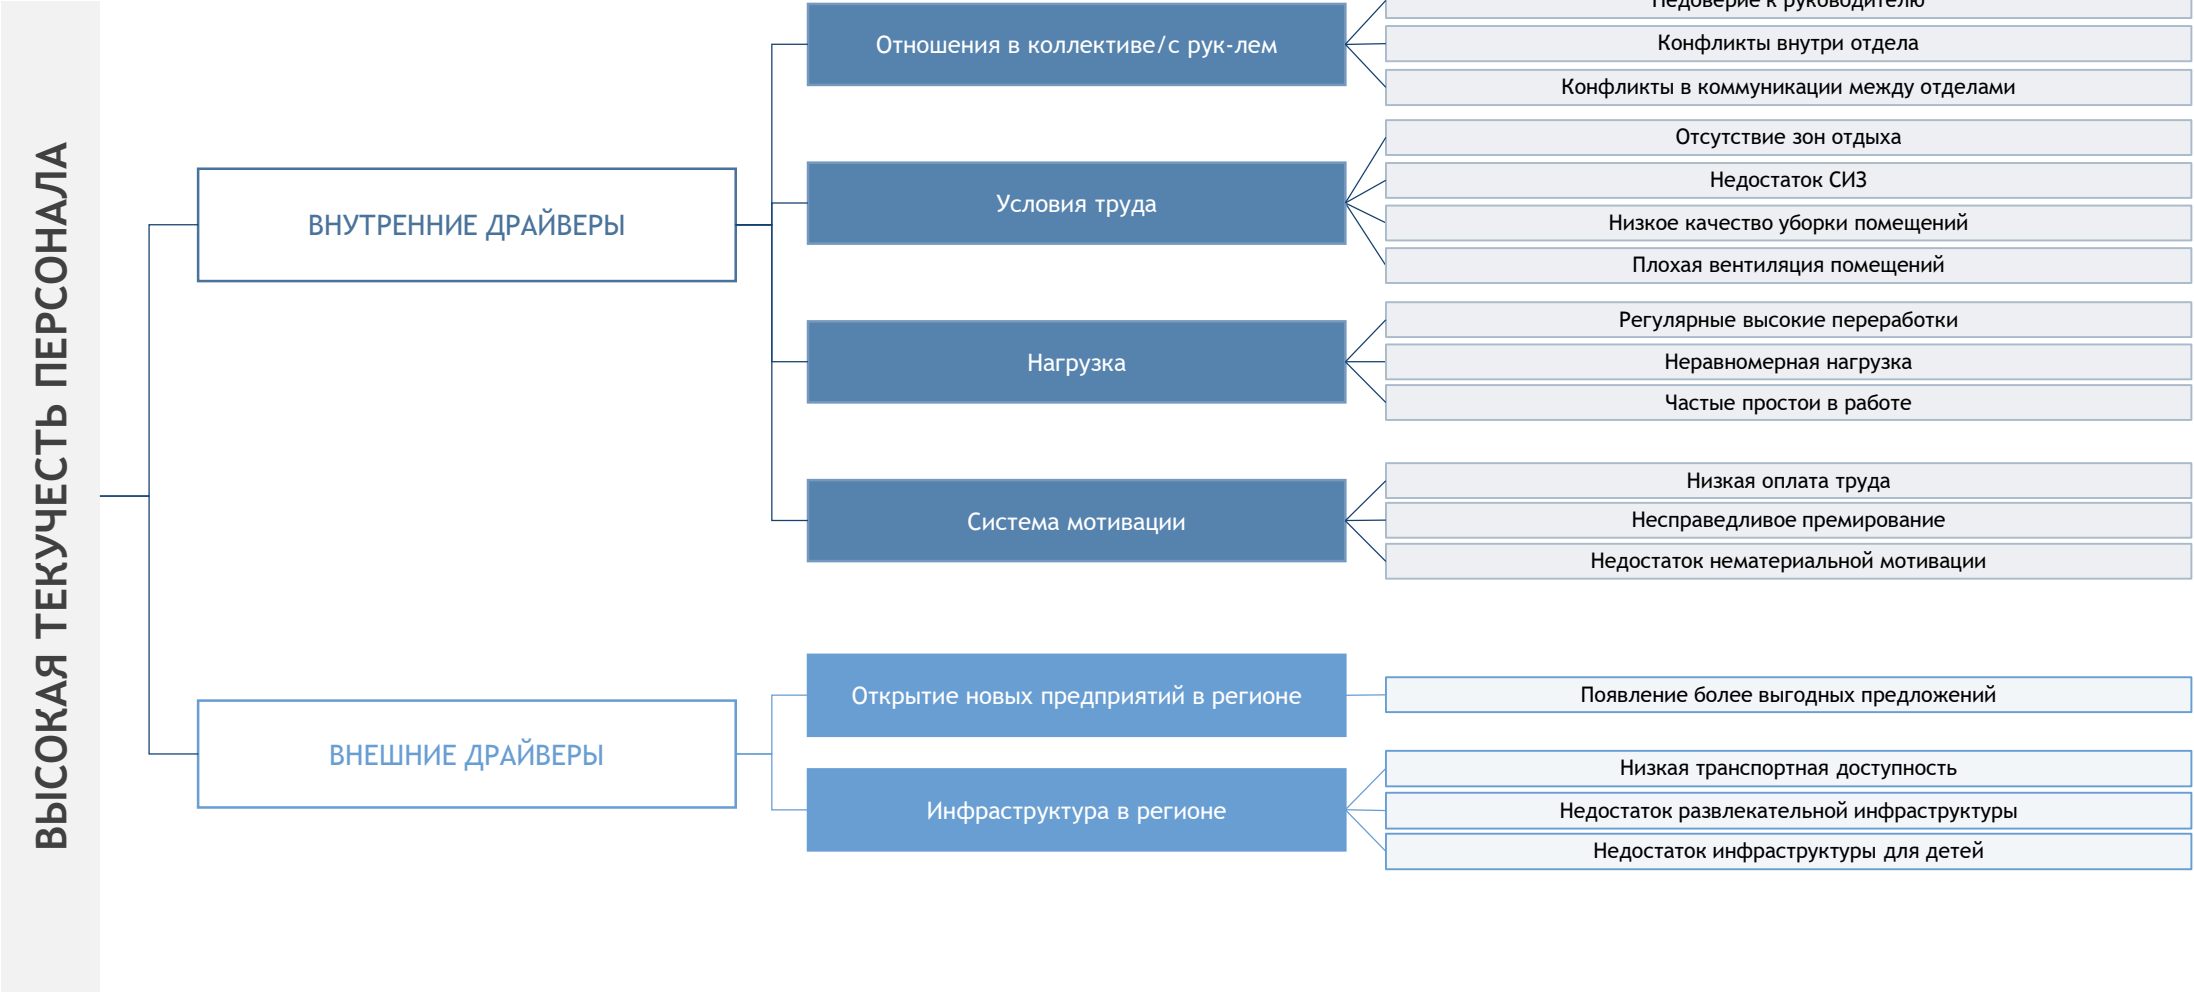 ВЫСОКАЯ ТЕКУЧЕСТЬ ПЕРСОНАЛА
ВНУТРЕННИЕ ДРАЙВЕРЫ
Отношения в коллективе/с рук-лем
Недоверие к руководителю
Конфликты внутри отдела
Конфликты в коммуникации между отделами
Условия труда
Отсутствие зон отдыха
Недостаток СИЗ
Низкое качество уборки помещений
Плохая вентиляция помещений
Нагрузка
Регулярные высокие переработки
Неравномерная нагрузка
Частые простои в работе
Система мотивации
Низкая оплата труда
Несправедливое премирование
Недостаток нематериальной мотивации
ВНЕШНИЕ ДРАЙВЕРЫ
Открытие новых предприятий в регионе
Появление более выгодных предложений
Инфраструктура в регионе
Низкая транспортная доступность
Недостаток развлекательной инфраструктуры
Недостаток инфраструктуры для детей